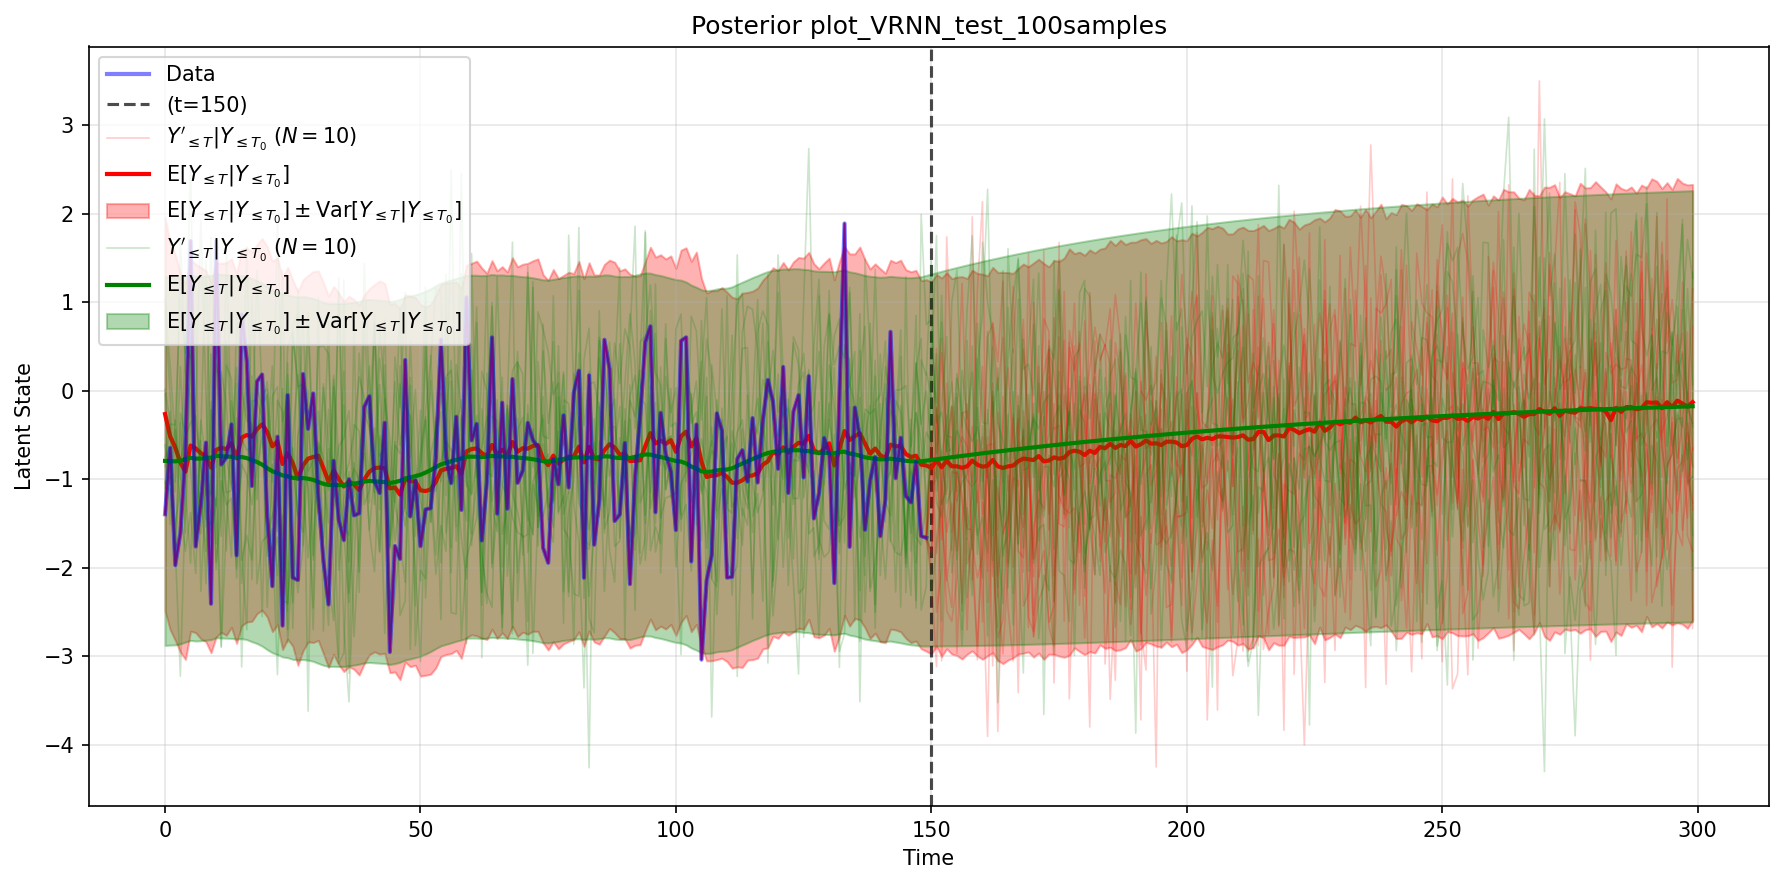 Posterior plot_VRNN_test_100samples
Data
(t=150)
Y′≤T|Y≤T₀ (N = 10)
E[Y≤T|Y≤T₀]
E[Y≤T|Y≤T₀] ± Var[Y≤T|Y≤T₀]
Y′≤T|Y≤T₀ (N = 10)
E[Y≤T|Y≤T₀]
E[Y≤T|Y≤T₀] ± Var[Y≤T|Y≤T₀]
Latent State
3
2
1
0
−1
−2
−3
−4
0 50 100 150 200 250 300
Time